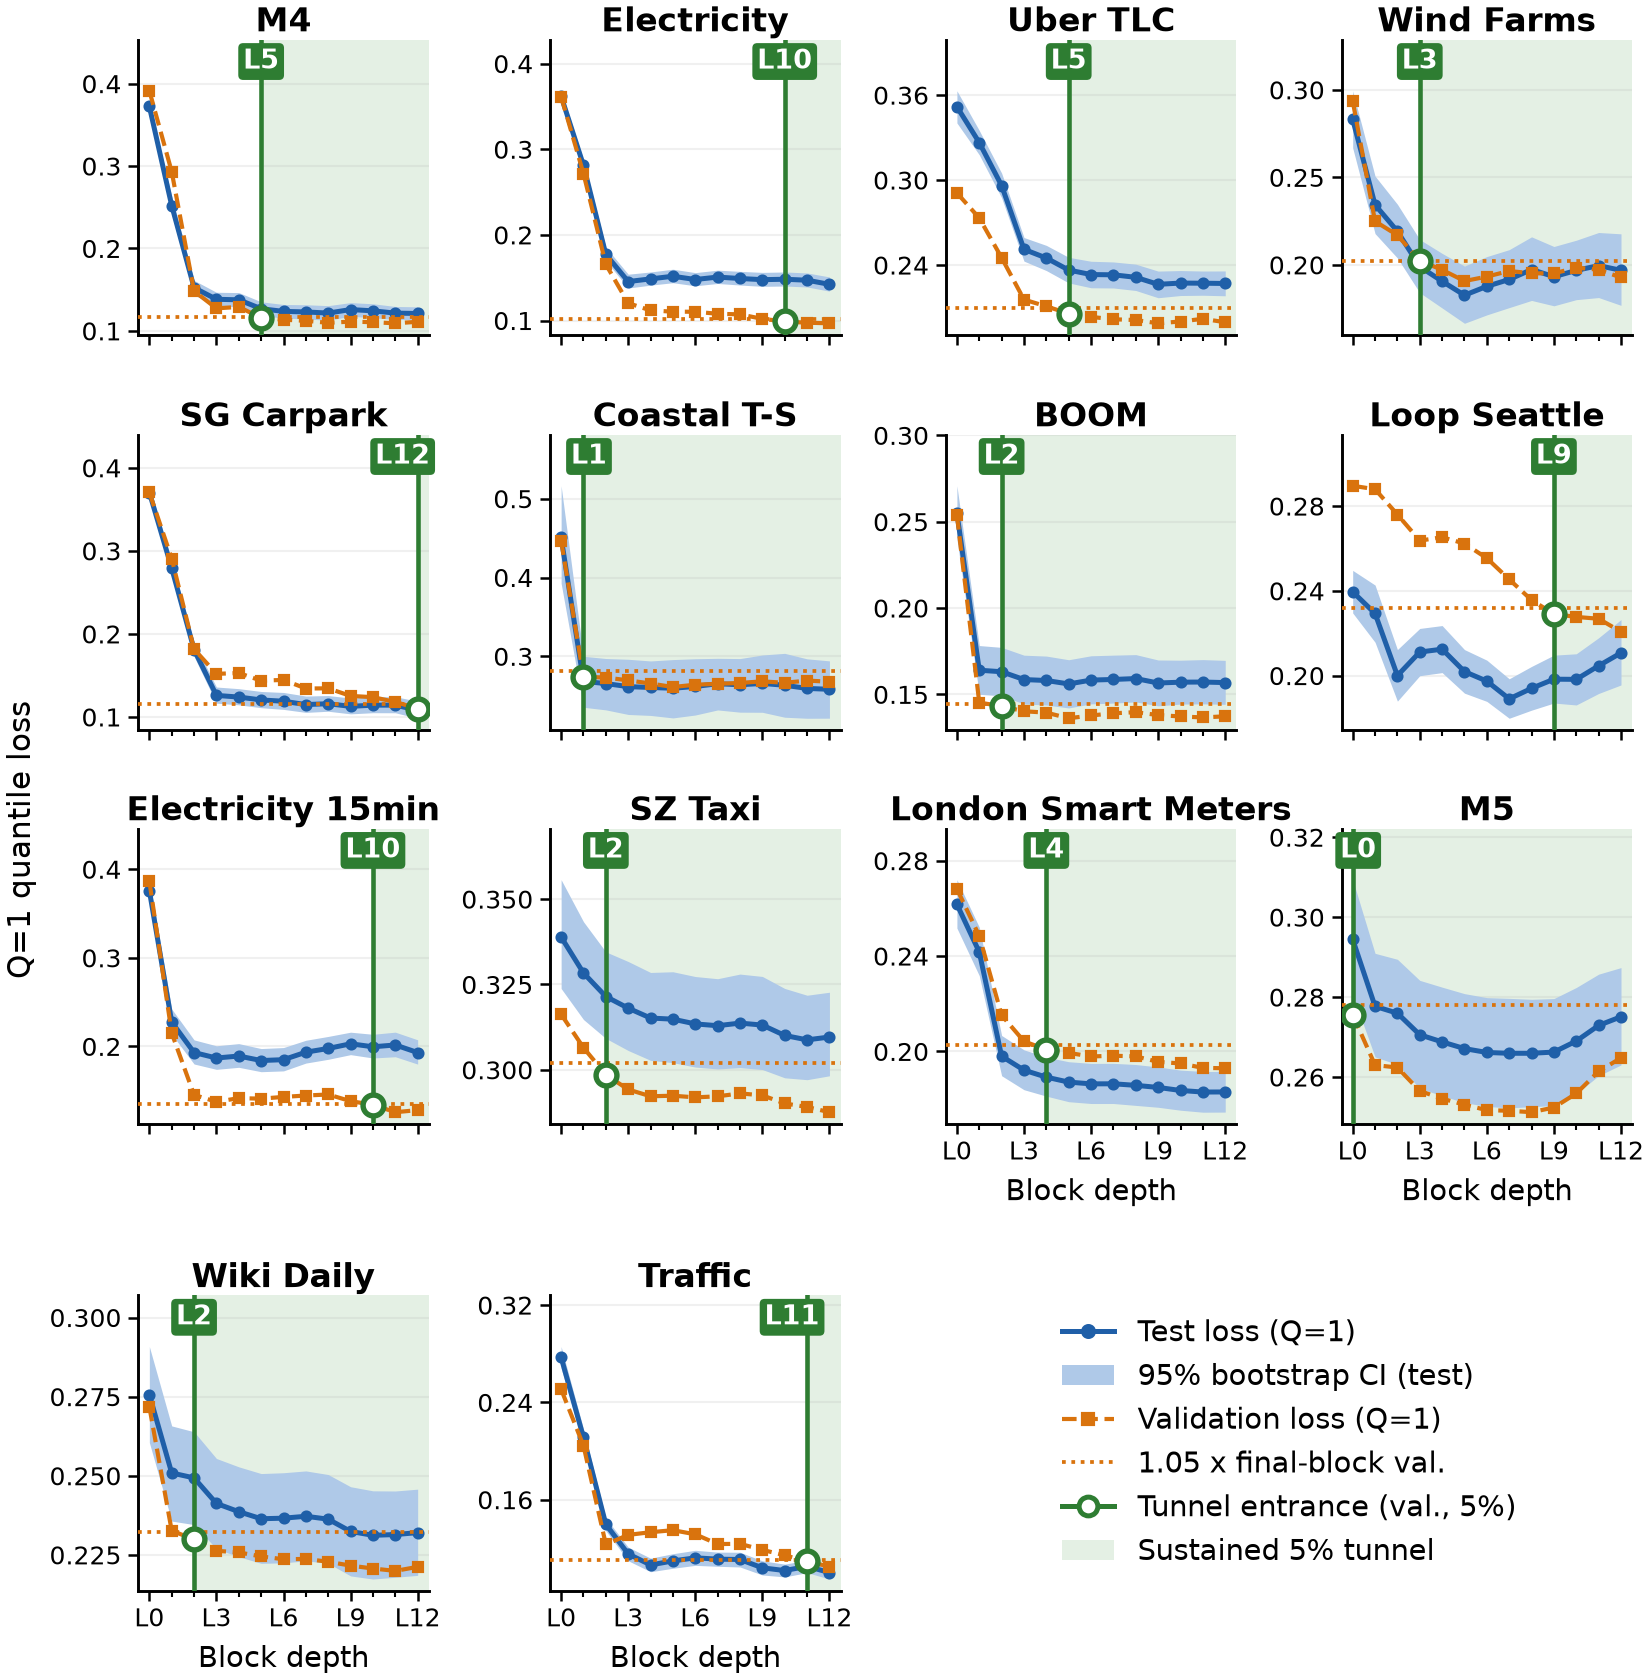 M4
Electricity
Uber TLC
Wind Farms
L5
L10
L5
L3
0.4
0.3
0.2
0.1
0.4
0.3
0.2
0.1
0.36
0.30
0.24
0.30
0.25
0.20
SG Carpark
Coastal T-S
BOOM
Loop Seattle
L12
L1
L2
L9
0.4
0.3
0.2
0.1
0.5
0.4
0.3
0.30
0.25
0.20
0.15
0.28
0.24
0.20
Q=1 quantile loss
Electricity 15min
SZ Taxi
London Smart Meters
M5
L10
L2
L4
L0
0.4
0.3
0.2
0.350
0.325
0.300
0.28
0.24
0.20
0.32
0.30
0.28
0.26
L0 L3 L6 L9 L12
Block depth
L0 L3 L6 L9 L12
Block depth
Wiki Daily
Traffic
L2
L11
0.300
0.275
0.250
0.225
0.32
0.24
0.16
L0 L3 L6 L9 L12
Block depth
L0 L3 L6 L9 L12
Block depth
Test loss (Q=1)
95% bootstrap CI (test)
Validation loss (Q=1)
1.05 x final-block val.
Tunnel entrance (val., 5%)
Sustained 5% tunnel